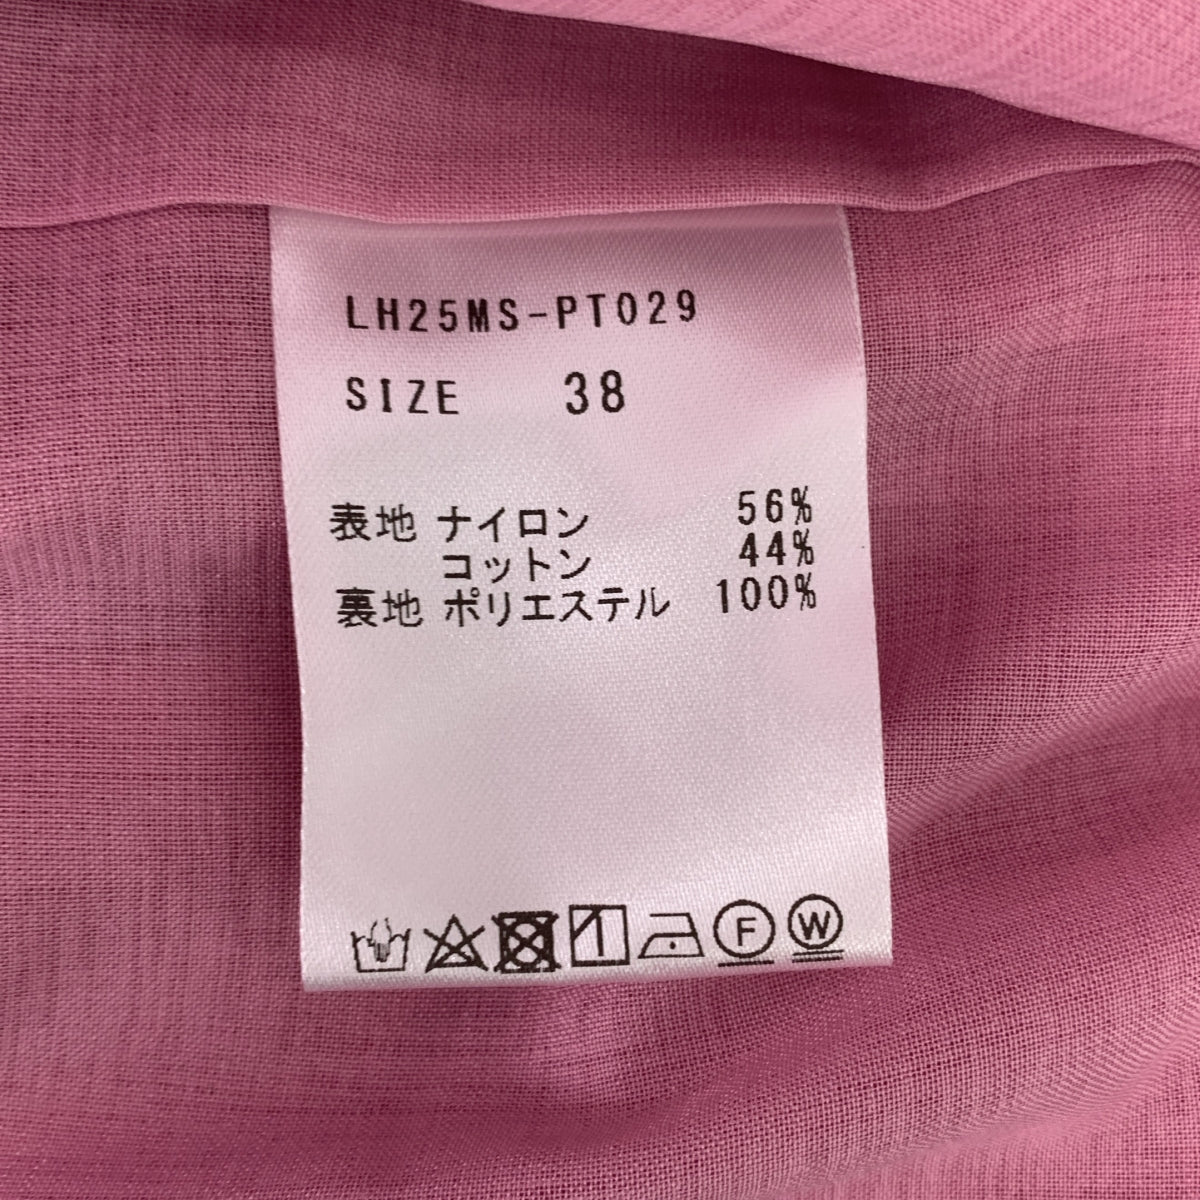 LH25MS-PT029
SIZE 38
表地 ナイロン 56%
コットン 44%
裏地 ポリエステル 100%
F W